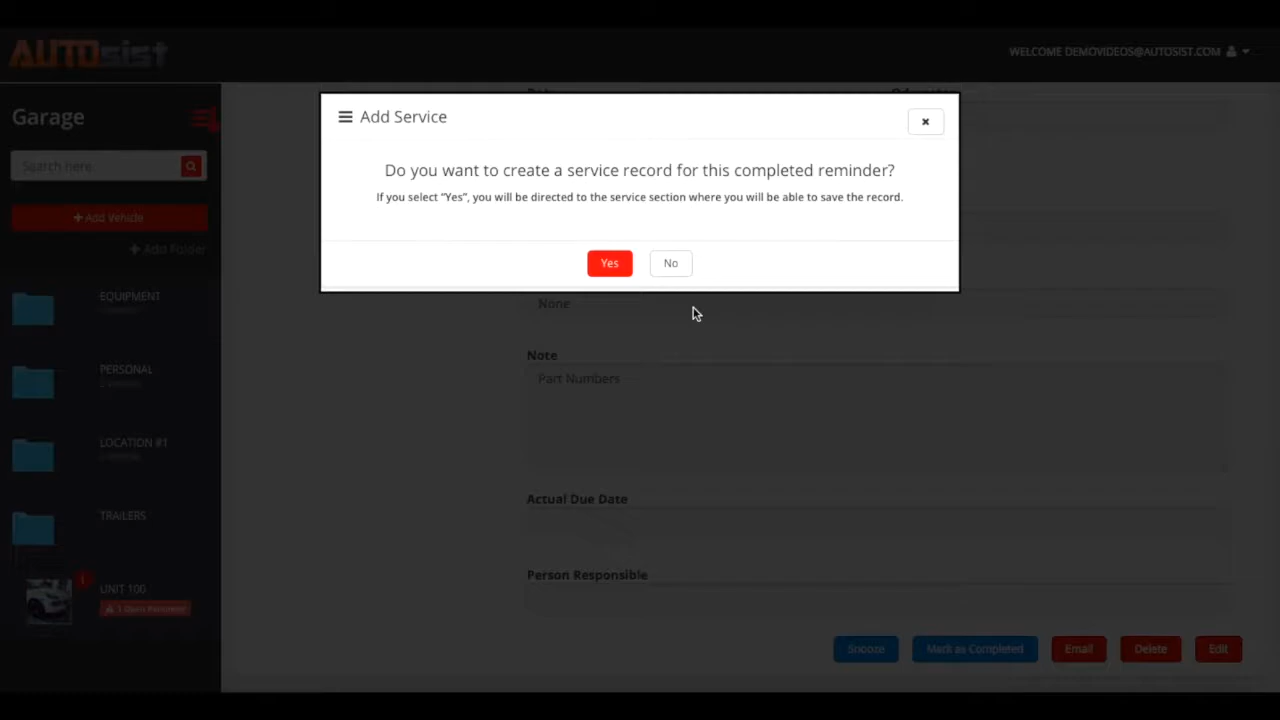 AUTOsist
WELCOME DEMOVIDEOS@AUTOSIST.COM
Garage
Search here
+ Add Vehicle
+ Add Folder
EQUIPMENT
PERSONAL
LOCATION #1
TRAILERS
UNIT 100
1 Open Reminder
Add Service
×
Do you want to create a service record for this completed reminder?
If you select “Yes”, you will be directed to the service section where you will be able to save the record.
Yes
No
None
Note
Part Numbers
Actual Due Date
Person Responsible
Snooze
Mark as Completed
Email
Delete
Edit